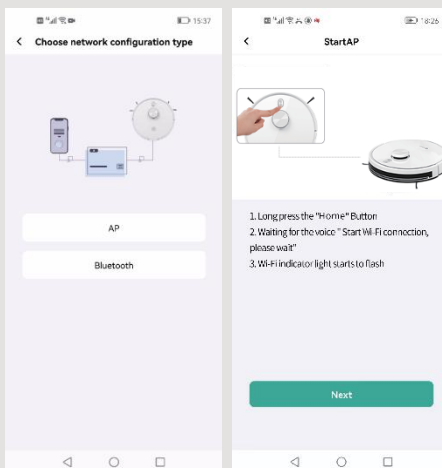 15:37
Choose network configuration type
AP
Bluetooth
18:26
StartAP
1. Long press the "Home" Button
2. Waiting for the voice " Start Wi-Fi connection,
please wait"
3. Wi-Fi indicator light starts to flash
Next